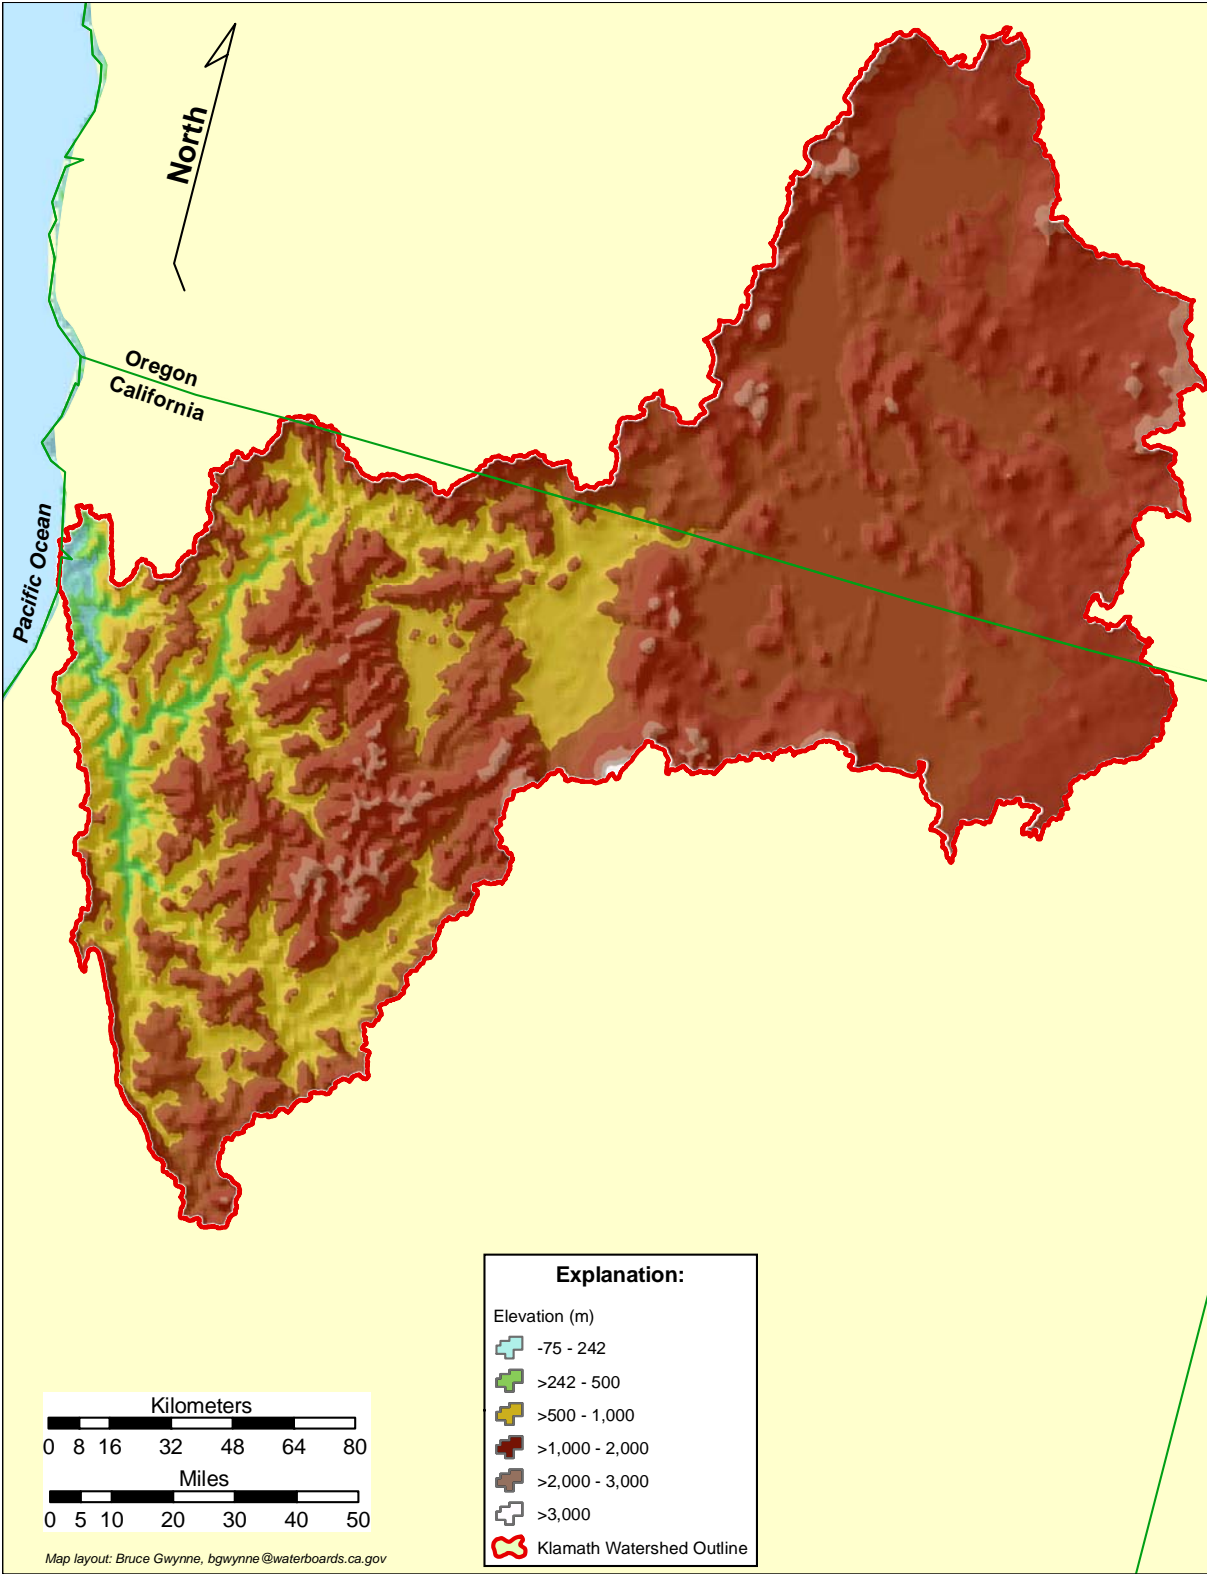 North
Oregon
California
Pacific Ocean
Explanation:
Elevation (m)
-75 - 242
>242 - 500
>500 - 1,000
>1,000 - 2,000
>2,000 - 3,000
>3,000
Klamath Watershed Outline
Kilometers
0 8 16 32 48 64 80
Miles
0 5 10 20 30 40 50
Map layout: Bruce Gwynne, bgwynne@waterboards.ca.gov